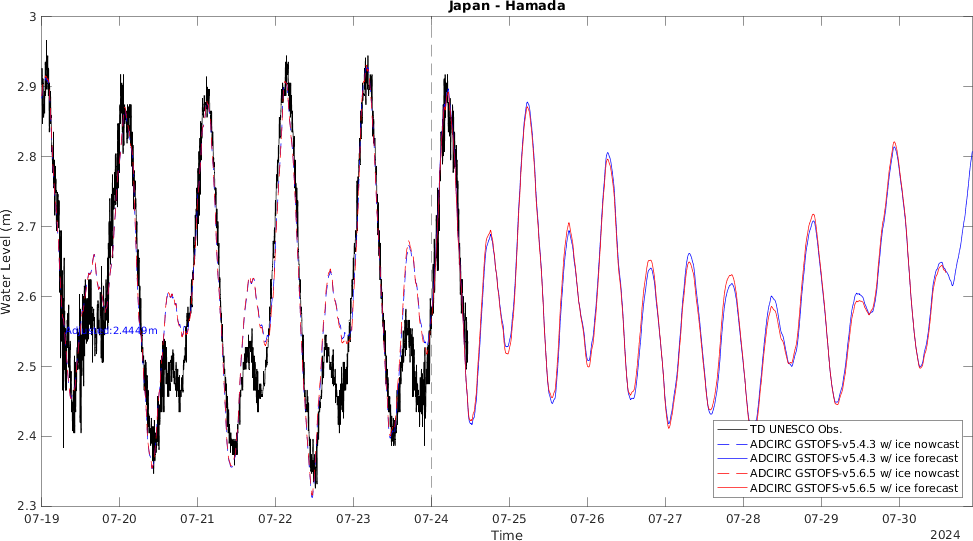 Japan - Hamada
3
2.9
2.8
2.7
2.6
2.5
2.4
2.3
Water Level (m)
:2.4449m
TD UNESCO Obs.
ADCIRC GSTOFS-v5.4.3 w/ ice nowcast
ADCIRC GSTOFS-v5.4.3 w/ ice forecast
ADCIRC GSTOFS-v5.6.5 w/ ice nowcast
ADCIRC GSTOFS-v5.6.5 w/ ice forecast
07-19 07-20 07-21 07-22 07-23 07-24 07-25 07-26 07-27 07-28 07-29 07-30
Time
2024